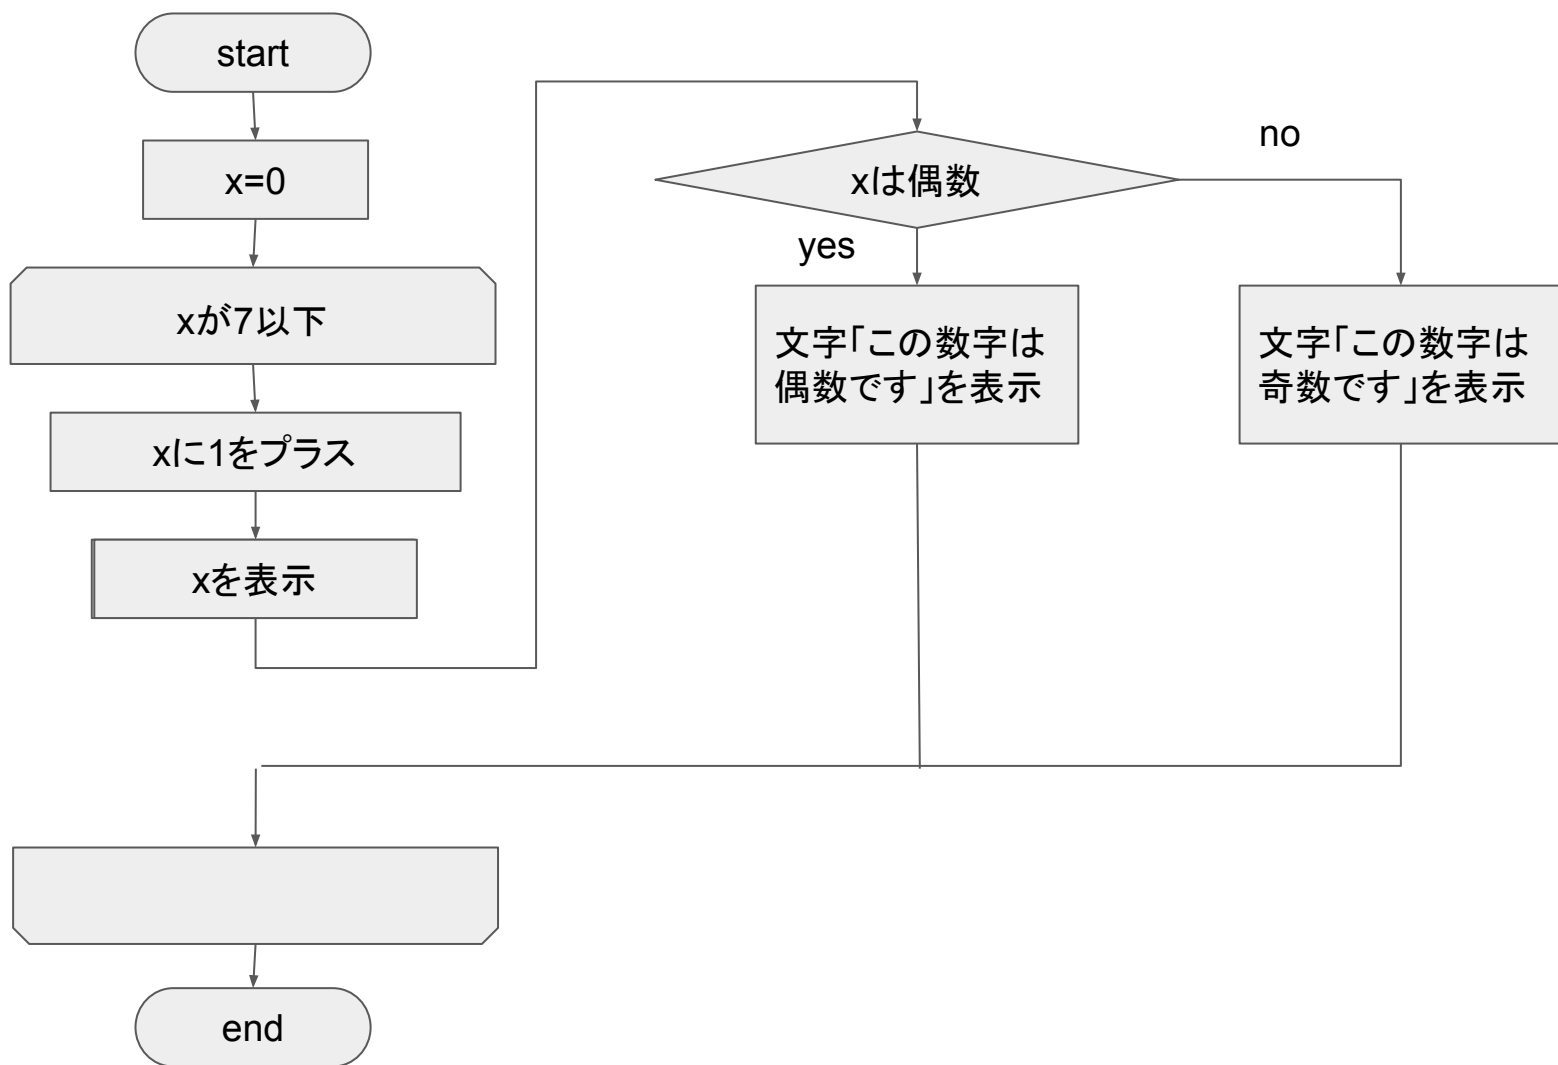 start
x=0
xが7以下
xに1をプラス
xを表示
xは偶数
yes
no
文字「この数字は
偶数です」を表示
文字「この数字は
奇数です」を表示
end